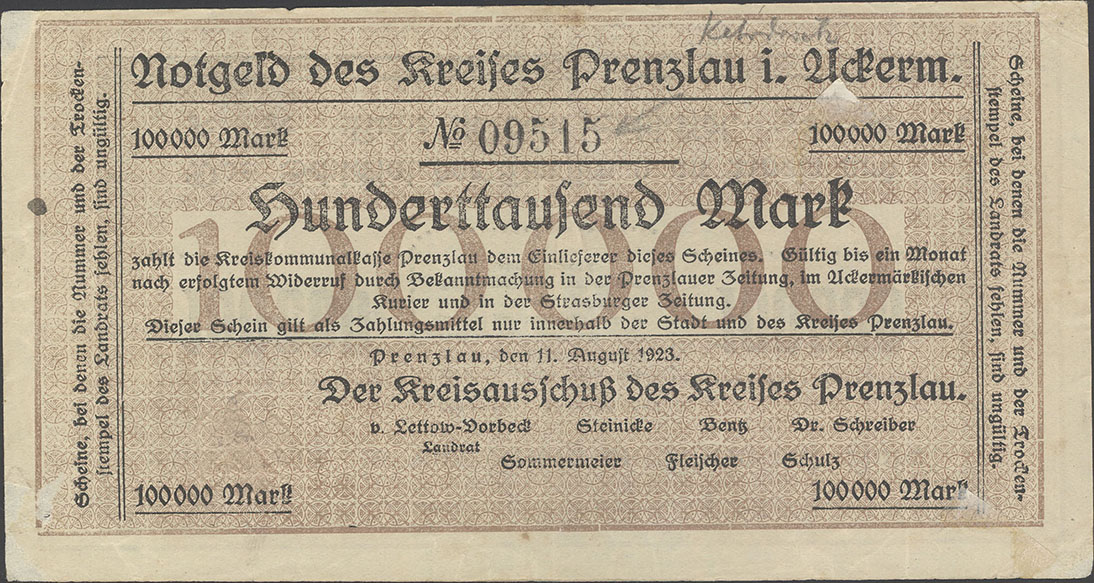 Notgeld des Kreises Prenzlau i. Uckerm.
100000 Mark
№ 09515
100000 Mark
Hunderttausend Mark
100000
zahlt die Kreiskommunalkasse Prenzlau dem Einlieferer dieses Scheines. Gültig bis ein Monat
nach erfolgtem Widerruf durch Bekanntmachung in der Prenzlauer Zeitung, im Uckermärkischen
Kurier und in der Strasburger Zeitung.
Dieser Schein gilt als Zahlungsmittel nur innerhalb der Stadt und des Kreises Prenzlau.
Prenzlau, den 11. August 1923.
Der Kreisausschuß des Kreises Prenzlau.
v. Lettow-Vorbeck Steinicke Bentz Dr. Schreiber
Landrat
Sommermeier Fleischer Schulz
100000 Mark
100000 Mark
Scheine, bei denen die Nummer und der Trocken-
stempel des Landrats fehlen, sind ungültig.
Scheine, bei denen die Nummer und der Trocken-
stempel des Landrats fehlen, sind ungültig.